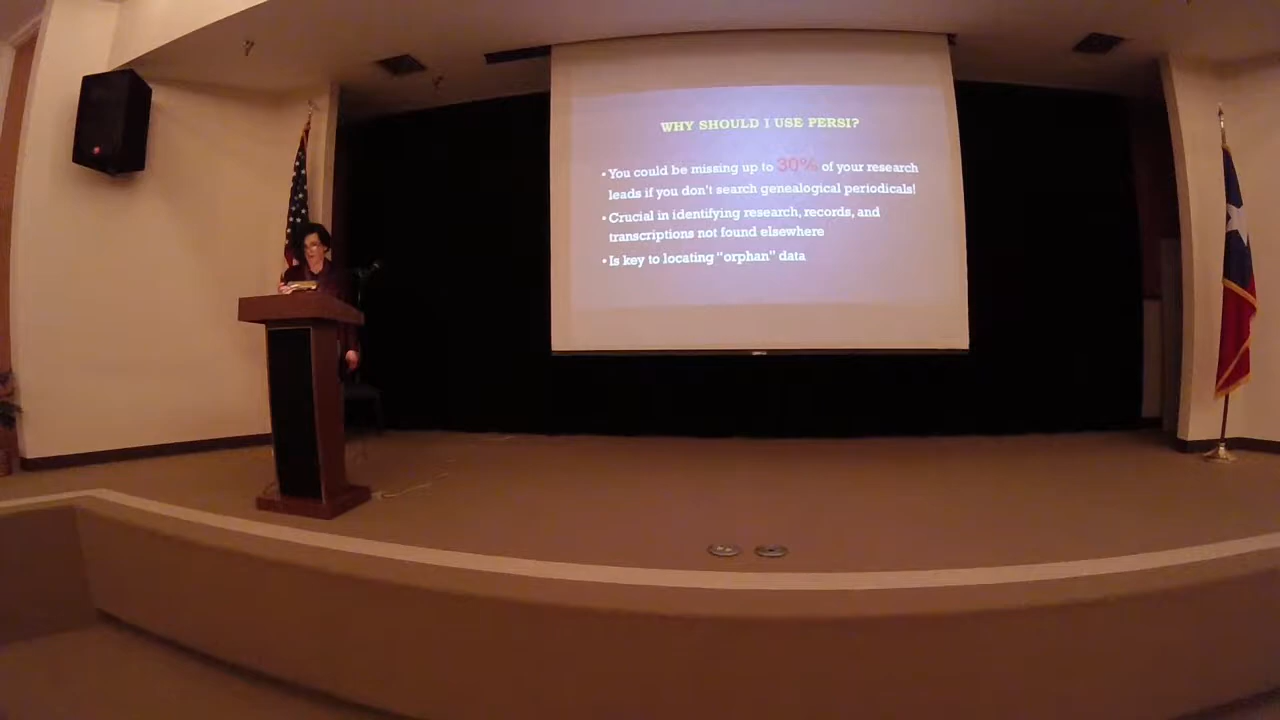 WHY SHOULD I USE PERSI?
• You could be missing up to 30% of your research
leads if you don't search genealogical periodicals!
• Crucial in identifying research, records, and
transcriptions not found elsewhere
• Is key to locating "orphan" data